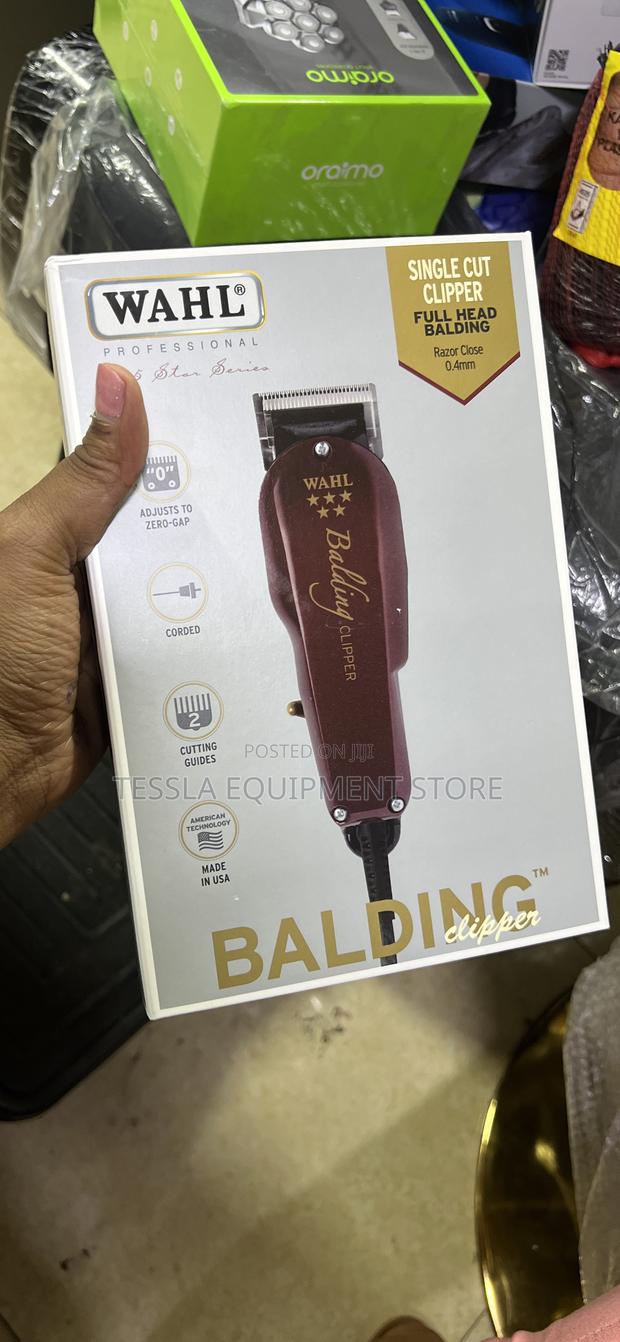 oraimo
oraimo
WAHL®
PROFESSIONAL
5 Star Series
SINGLE CUT
CLIPPER
FULL HEAD
BALDING
Razor Close
0.4mm
"0"
ADJUSTS TO
ZERO-GAP
CORDED
2
CUTTING
GUIDES
AMERICAN
TECHNOLOGY
MADE
IN USA
WAHL
Balding
CLIPPER
POSTED ON JIJI
TESSLA EQUIPMENT STORE
BALDING™
clipper